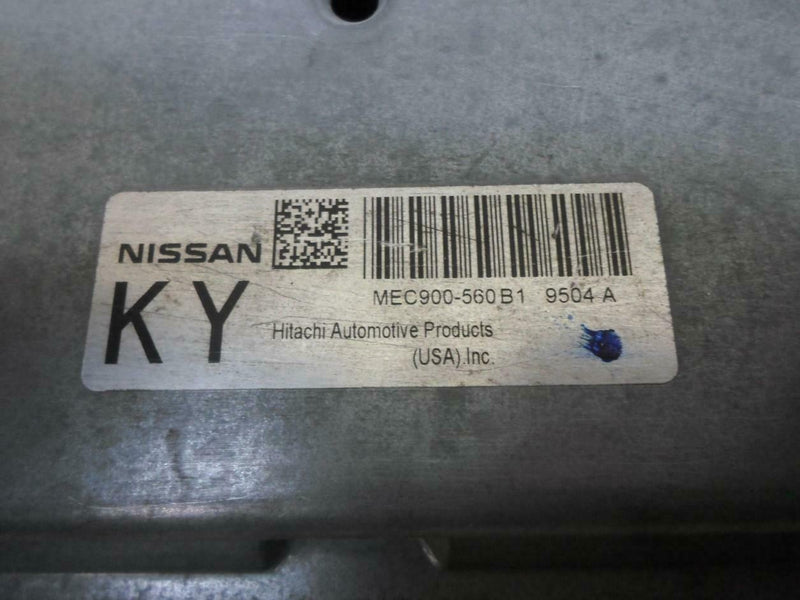 NISSAN
KY
MEC900-560 B1 9504 A
Hitachi Automotive Products
(USA).Inc.